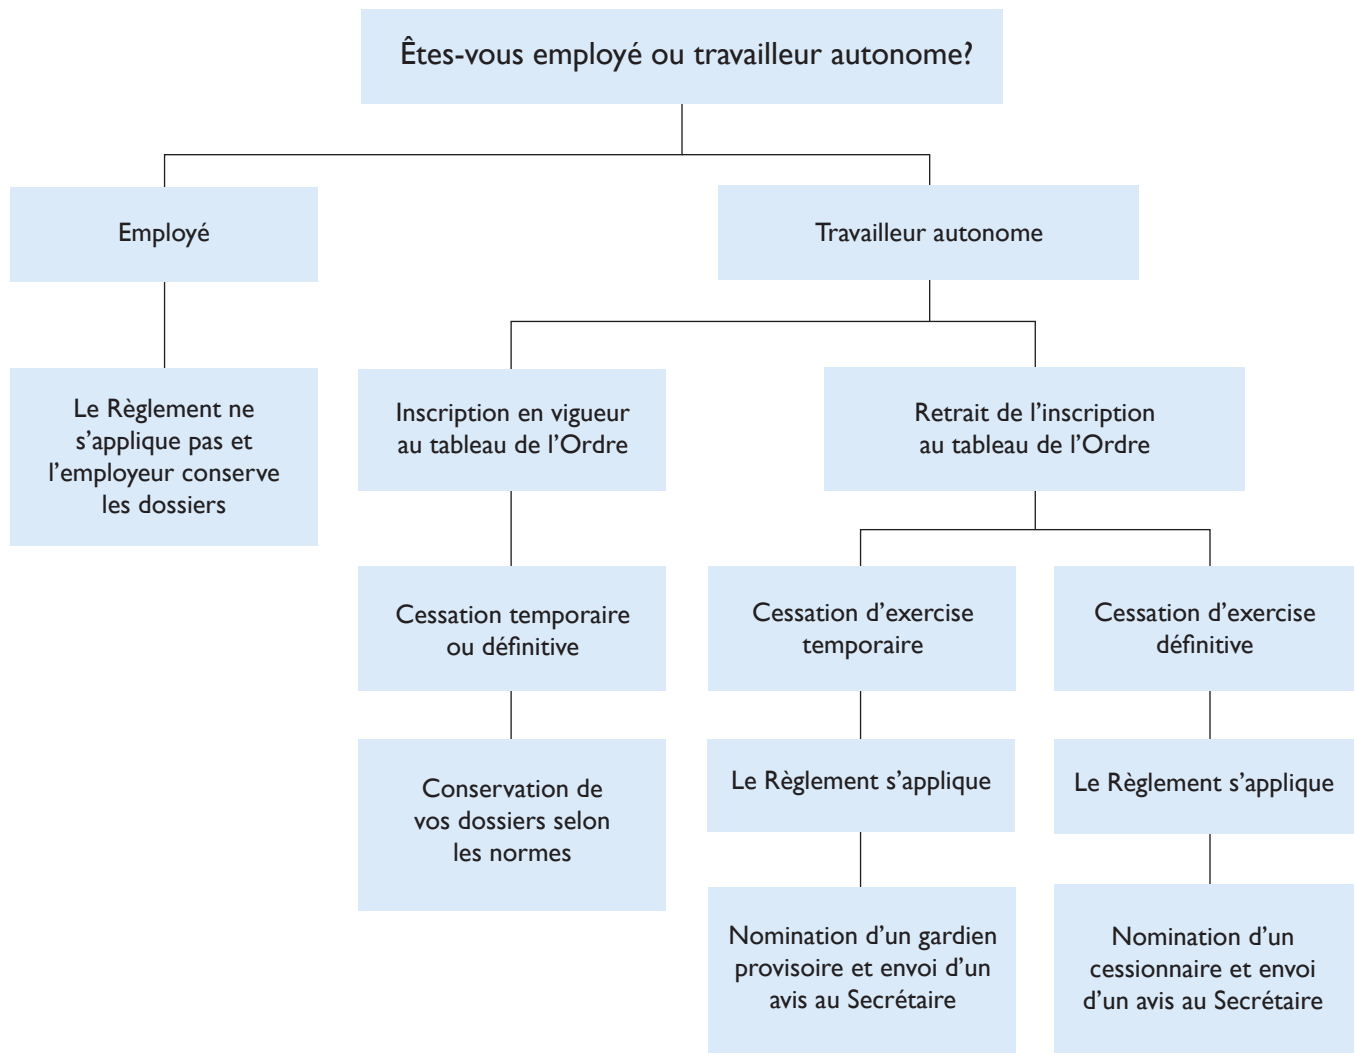 Êtes-vous employé ou travailleur autonome?
Employé
Travailleur autonome
Le Règlement ne
s’applique pas et
l’employeur conserve
les dossiers
Inscription en vigueur
au tableau de l’Ordre
Retrait de l’inscription
au tableau de l’Ordre
Cessation temporaire
ou définitive
Cessation d’exercise
temporaire
Cessation d’exercise
définitive
Conservation de
vos dossiers selon
les normes
Le Règlement s’applique
Le Règlement s’applique
Nomination d’un gardien
provisoire et envoi d’un
avis au Secrétaire
Nomination d’un
cessionnaire et envoi
d’un avis au Secrétaire